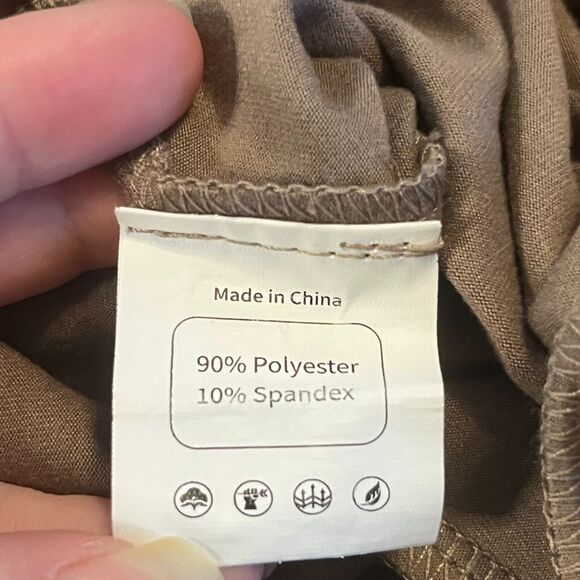 Made in China
90% Polyester
10% Spandex